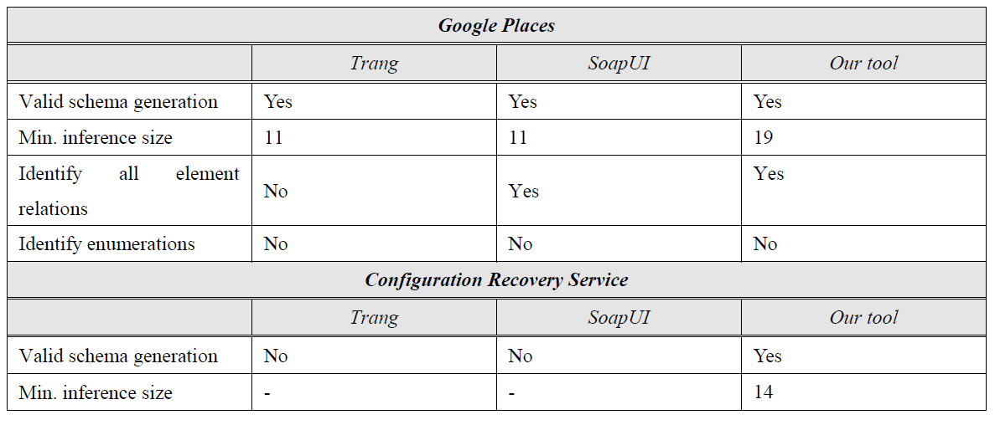 Google Places
Trang SoapUI Our tool
Valid schema generation Yes Yes Yes
Min. inference size 11 11 19
Identify all element
relations No Yes Yes
Identify enumerations No No No
Configuration Recovery Service
Trang SoapUI Our tool
Valid schema generation No No Yes
Min. inference size - - 14